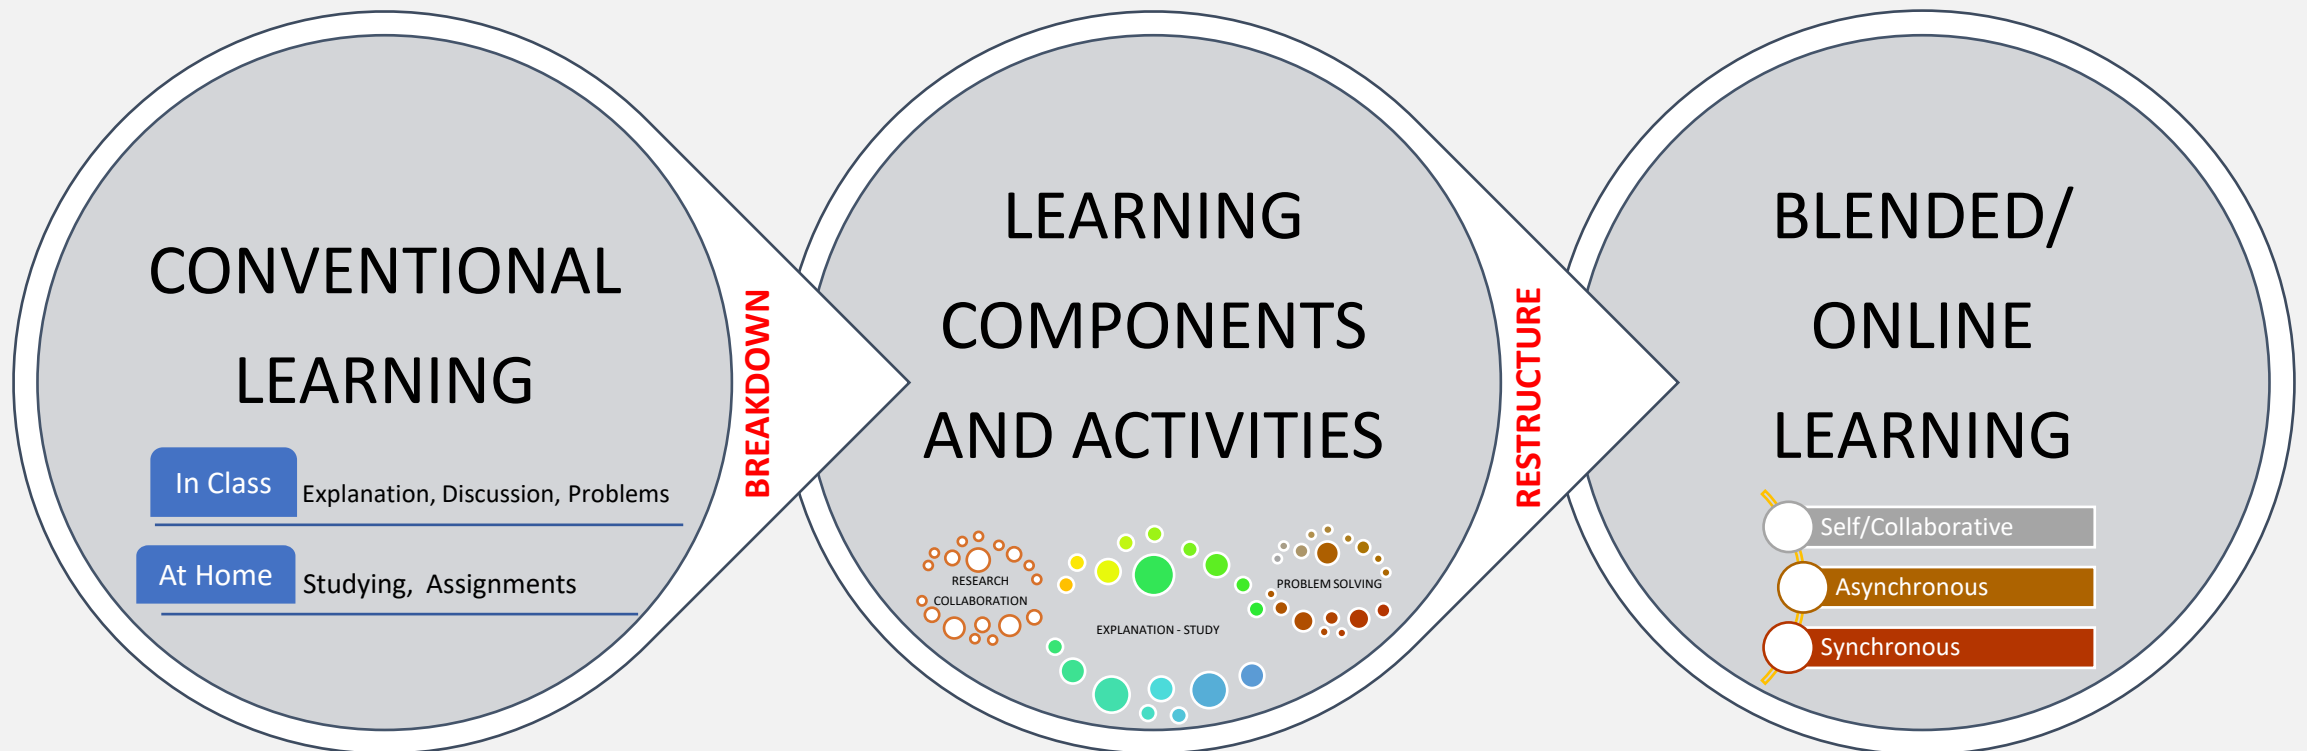 CONVENTIONAL
LEARNING
In Class
Explanation, Discussion, Problems
At Home
Studying, Assignments
BREAKDOWN
LEARNING
COMPONENTS
AND ACTIVITIES
RESEARCH
COLLABORATION
EXPLANATION - STUDY
PROBLEM SOLVING
RESTRUCTURE
BLENDED/
ONLINE
LEARNING
Self/Collaborative
Asynchronous
Synchronous